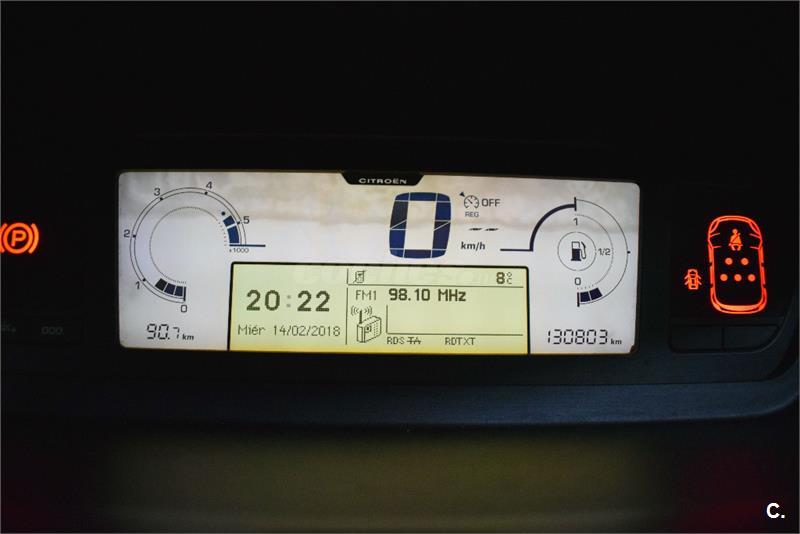 CITROËN
3 4
2 .5
x1000
1
0
0
km/h
OFF
REG
--
1
1/2
0
8°C
20:22
FM1 98.10 MHz
Miér 14/02/2018
RDS TA RDTXT
90.7 km
130803 km
P
C.